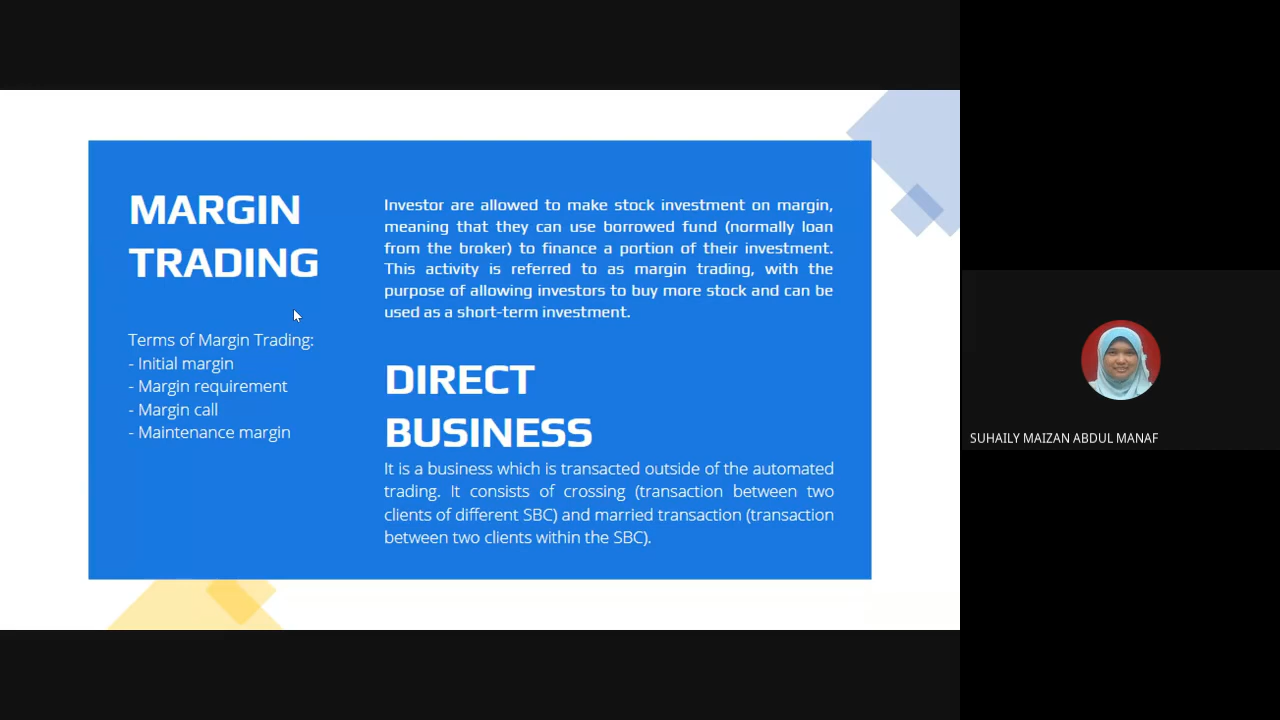 MARGIN
TRADING
Terms of Margin Trading:
- Initial margin
- Margin requirement
- Margin call
- Maintenance margin
Investor are allowed to make stock investment on margin,
meaning that they can use borrowed fund (normally loan
from the broker) to finance a portion of their investment.
This activity is referred to as margin trading, with the
purpose of allowing investors to buy more stock and can be
used as a short-term investment.
DIRECT
BUSINESS
It is a business which is transacted outside of the automated
trading. It consists of crossing (transaction between two
clients of different SBC) and married transaction (transaction
between two clients within the SBC).
SUHAILY MAIZAN ABDUL MANAF